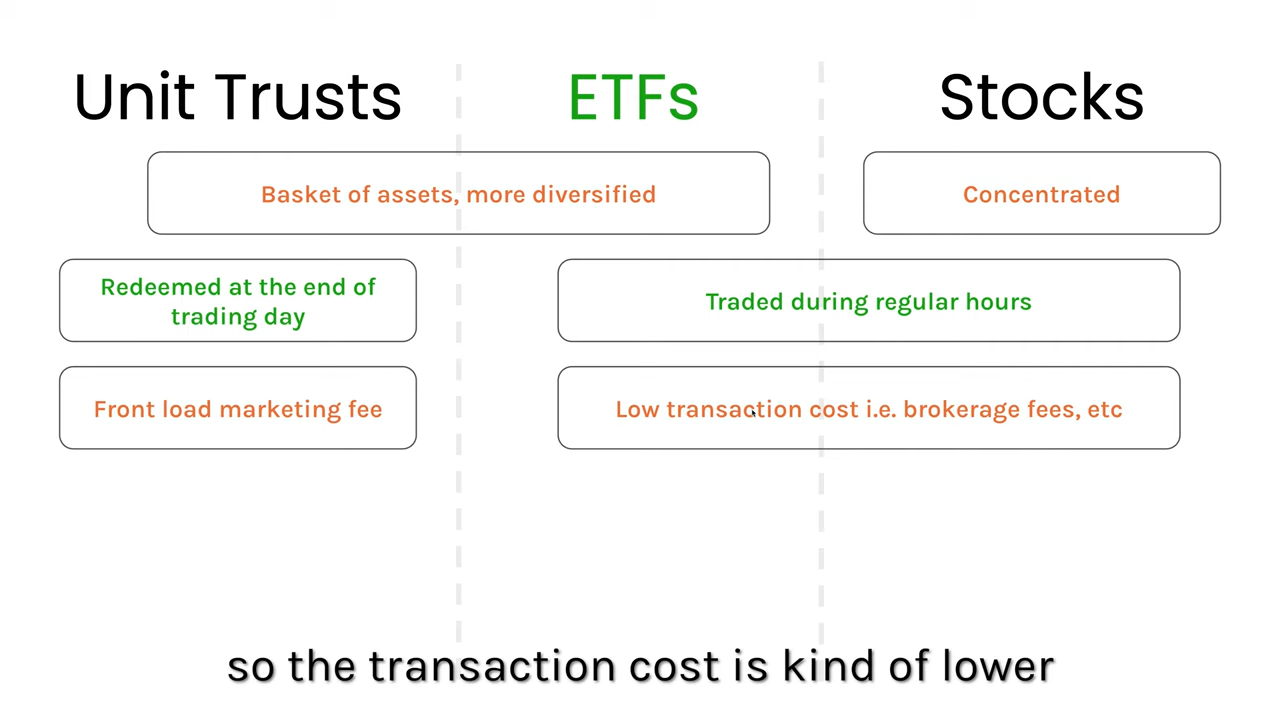 Unit Trusts
ETFs
Stocks
Basket of assets, more diversified
Concentrated
Redeemed at the end of
trading day
Traded during regular hours
Front load marketing fee
Low transaction cost i.e. brokerage fees, etc
so the transaction cost is kind of lower